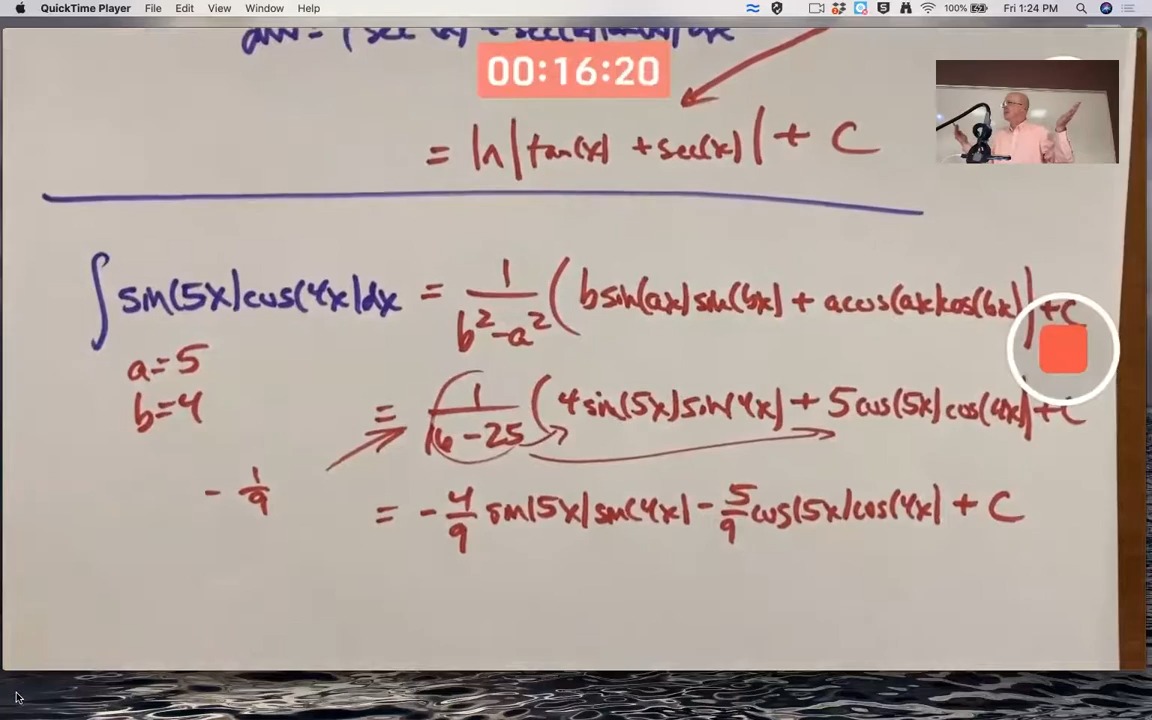 QuickTime Player File Edit View Window Help 100% Fri 1:24 PM
00:16:20
= ln|tan(x) + sec(x)| + C
∫ sin(5x)cos(4x)dx = 1/(b²-a²) (b sin(ax) sin(bx) + a cos(ax)cos(bx)) + C
a=5
b=4
= 1/(16-25) (4 sin(5x) sin(4x) + 5 cos(5x) cos(4x)) + C
- 1/9
= - 4/9 sin(5x) sin(4x) - 5/9 cos(5x)cos(4x) + C